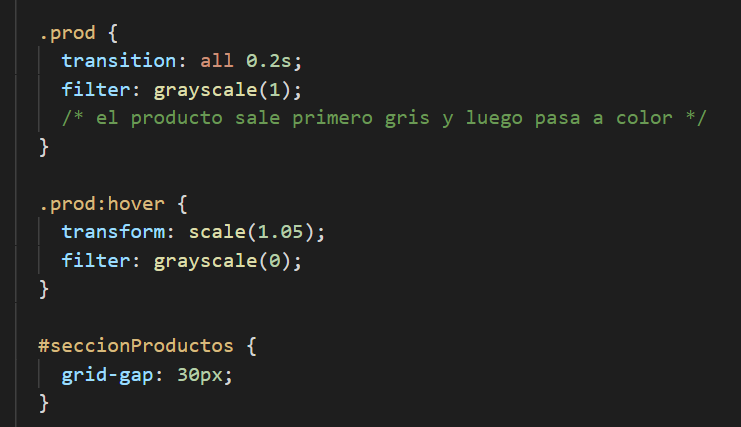 .prod {
transition: all 0.2s;
filter: grayscale(1);
/* el producto sale primero gris y luego pasa a color */
}
.prod:hover {
transform: scale(1.05);
filter: grayscale(0);
}
#seccionProductos {
grid-gap: 30px;
}